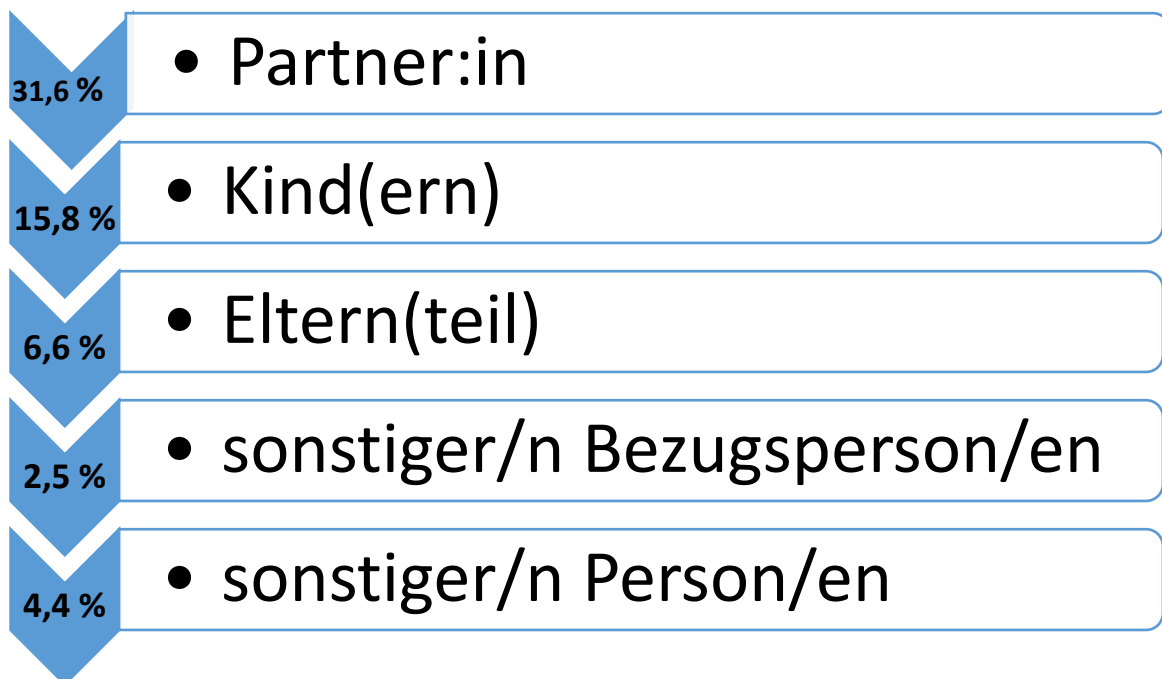 31,6 % • Partner:in
15,8 % • Kind(ern)
6,6 % • Eltern(teil)
2,5 % • sonstiger/n Bezugsperson/en
4,4 % • sonstiger/n Person/en